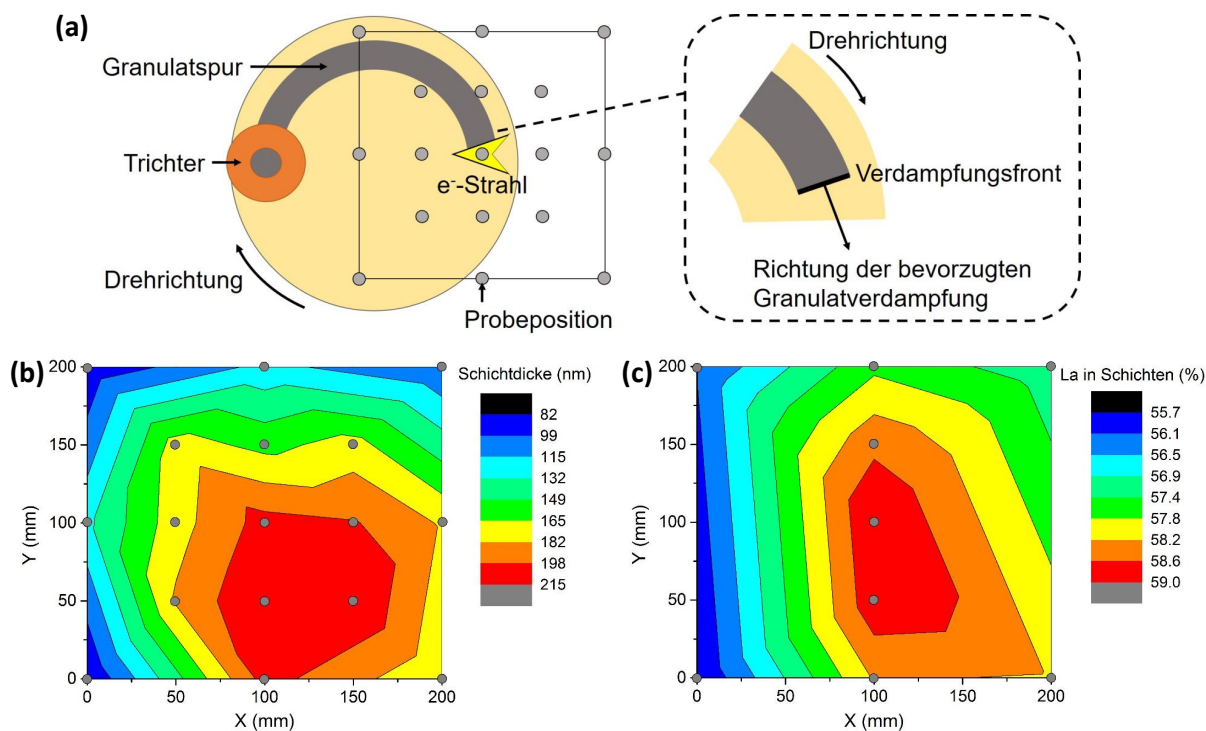 (a)
Granulatspur
Trichter
Drehrichtung
e⁻-Strahl
Probeposition
Drehrichtung
Verdampfungsfront
Richtung der bevorzugten
Granulatverdampfung
(b)
Schichtdicke (nm)
82
99
115
132
149
165
182
198
215
Y (mm)
200
150
100
50
0
0
50
100
150
200
X (mm)
(c)
La in Schichten (%)
55.7
56.1
56.5
56.9
57.4
57.8
58.2
58.6
59.0
Y (mm)
200
150
100
50
0
0
50
100
150
200
X (mm)